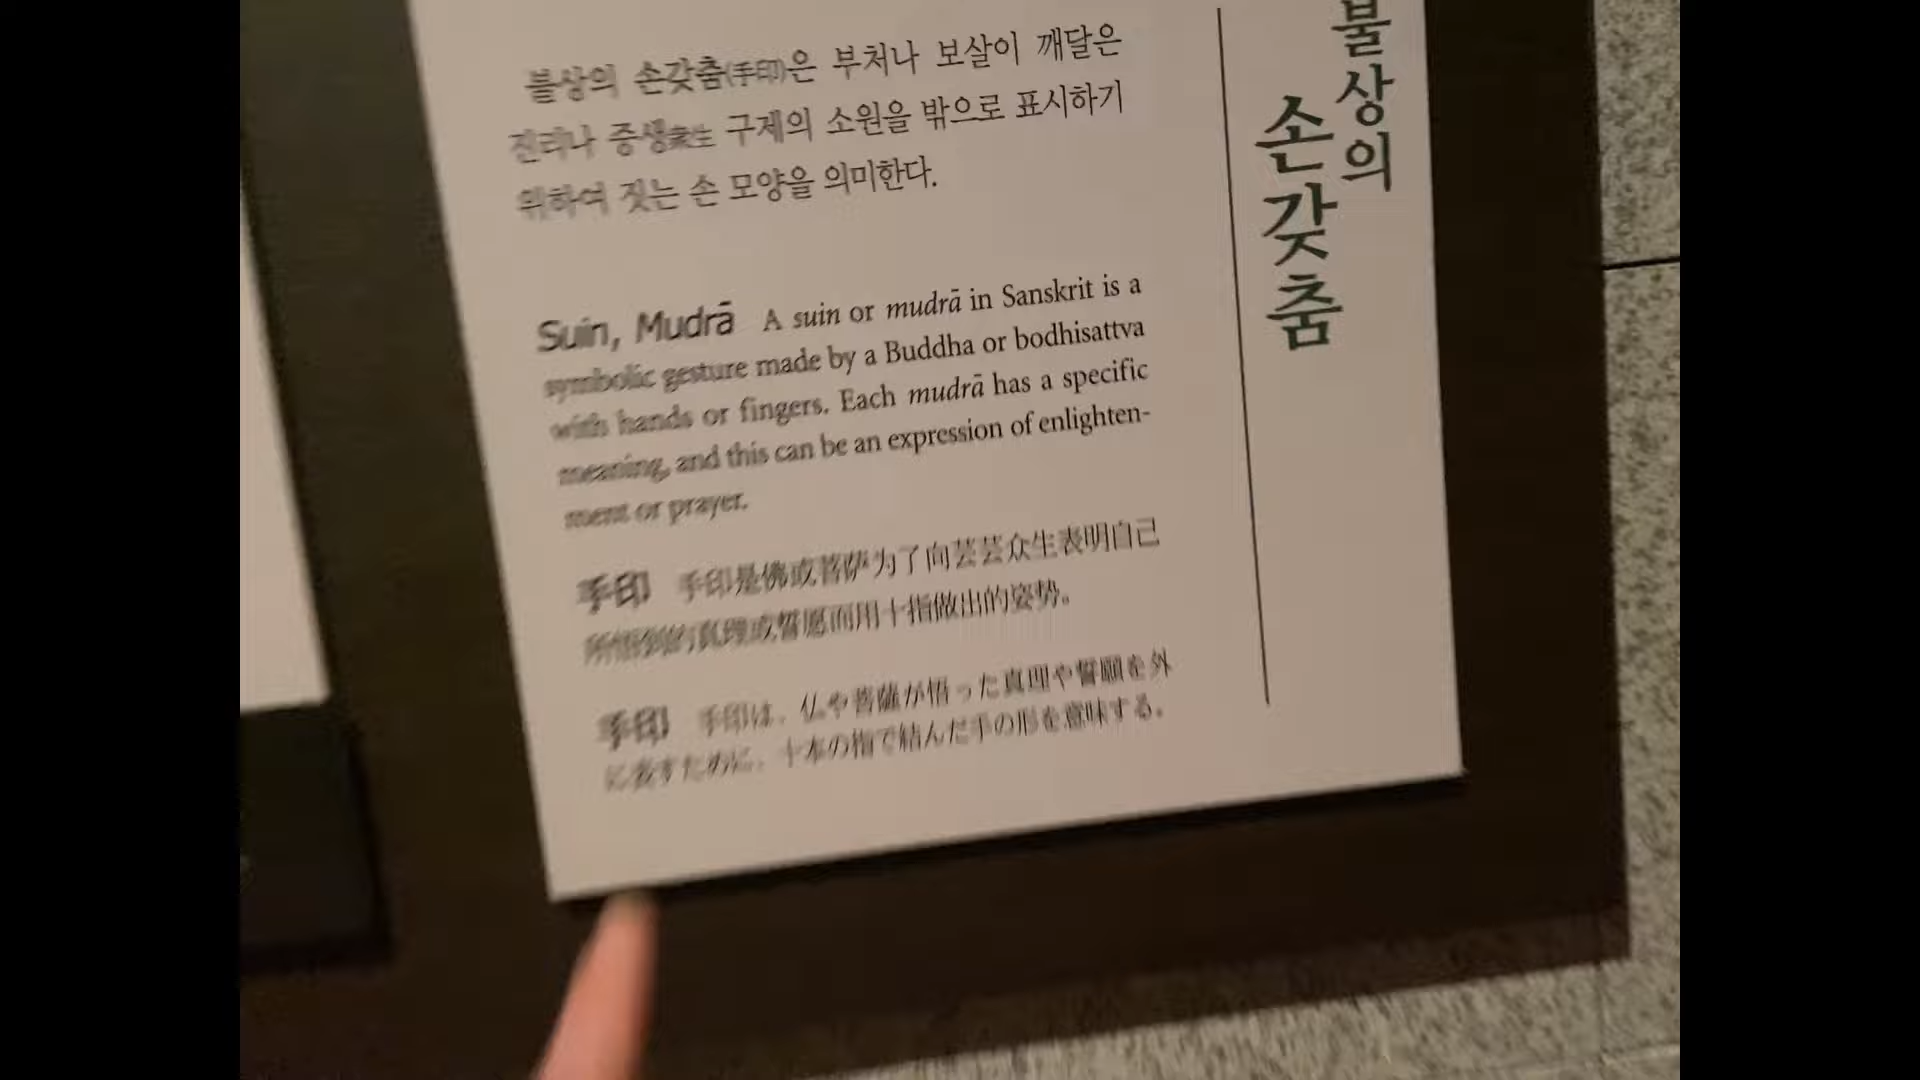 불상의
손갖춤
불상의 손갖춤(手印)은 부처나 보살이 깨달은
진리나 중생衆生 구제의 소원을 밖으로 표시하기
위하여 짓는 손 모양을 의미한다.
Suin, Mudrā A suin or mudrā in Sanskrit is a
symbolic gesture made by a Buddha or bodhisattva
with hands or fingers. Each mudrā has a specific
meaning, and this can be an expression of enlighten-
ment or prayer.
手印 手印是佛或菩萨为了向芸芸众生表明自己
所悟到的真理或誓愿而用十指做出的姿势。
手印 手印は、仏や菩薩が悟った真理や誓願を外
に表すために、十本の指で結んだ手の形を意味する。